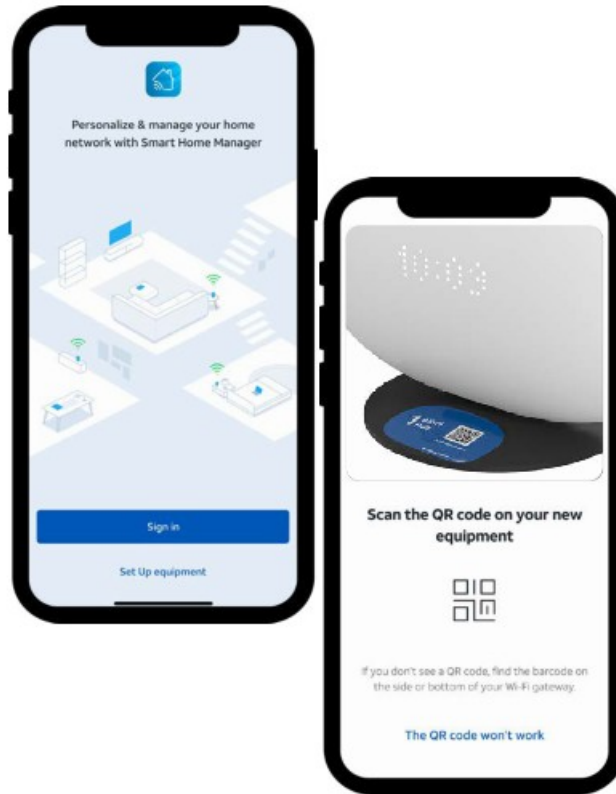 Personalize & manage your home
network with Smart Home Manager
Sign in
Set Up equipment
10:09
Scan the QR code on your new
equipment
If you don't see a QR code, find the barcode on
the side or bottom of your Wi-Fi gateway.
The QR code won't work